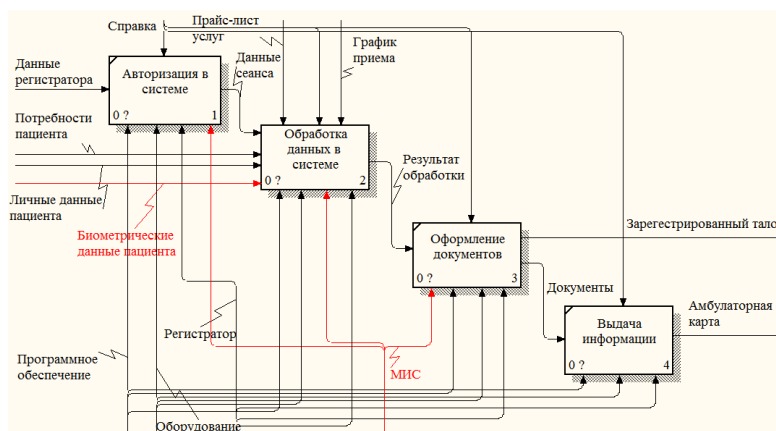 Справка
Прайс-лист
услуг
График
приема
Данные
сеанса
Данные
регистратора
Авторизация в
системе
0 ?
1
Потребности
пациента
Обработка
данных в
системе
0 ?
2
Результат
обработки
Личные данные
пациента
Биометрические
данные пациента
Зарегестрированный тало
Оформление
документов
0 ?
3
Документы
Амбулаторная
карта
Регистратор
Выдача
информации
0 ?
4
Программное
обеспечение
МИС
Оборудование